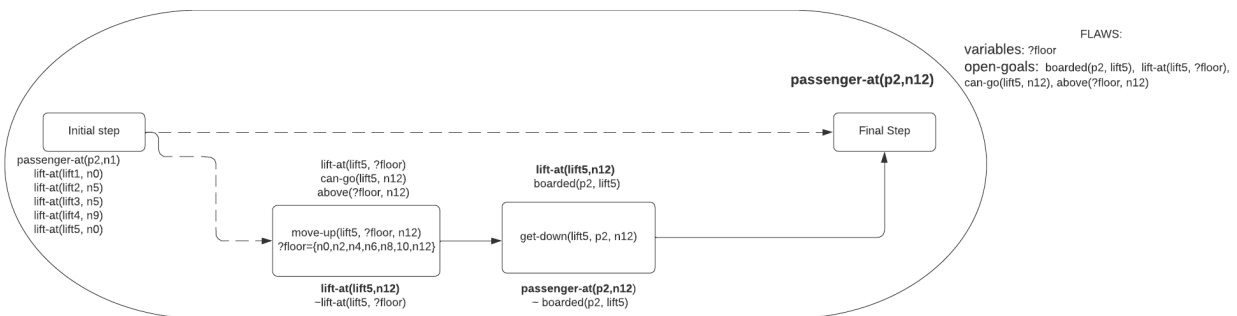 FLAWS:
variables: ?floor
open-goals: boarded(p2, lift5), lift-at(lift5, ?floor),
can-go(lift5, n12), above(?floor, n12)
passenger-at(p2,n12)
Initial step
Final Step
passenger-at(p2,n1)
lift-at(lift1, n0)
lift-at(lift2, n5)
lift-at(lift3, n5)
lift-at(lift4, n9)
lift-at(lift5, n0)
lift-at(lift5, ?floor)
can-go(lift5, n12)
above(?floor, n12)
move-up(lift5, ?floor, n12)
?floor={n0,n2,n4,n6,n8,10,n12}
lift-at(lift5,n12)
~lift-at(lift5, ?floor)
lift-at(lift5,n12)
boarded(p2, lift5)
get-down(lift5, p2, n12)
passenger-at(p2,n12)
~ boarded(p2, lift5)